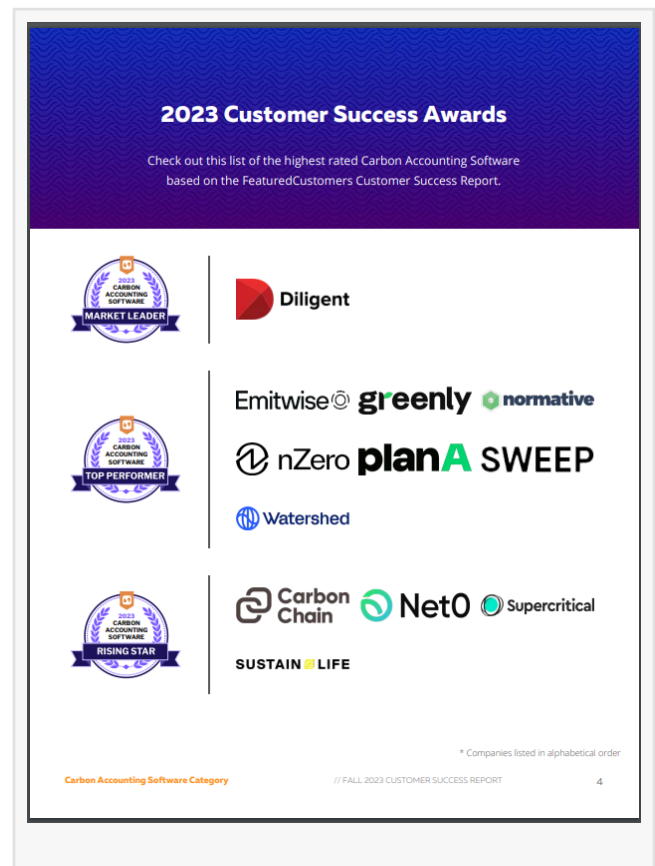 2023 Customer Success Awards
Check out this list of the highest rated Carbon Accounting Software
based on the FeaturedCustomers Customer Success Report.
2023
CARBON
ACCOUNTING
SOFTWARE
MARKET LEADER
Diligent
2023
CARBON
ACCOUNTING
SOFTWARE
TOP PERFORMER
Emitwise greenly normative
nZero planA SWEEP
Watershed
2023
CARBON
ACCOUNTING
SOFTWARE
RISING STAR
Carbon
Chain
Net0 Supercritical
SUSTAIN LIFE
* Companies listed in alphabetical order
Carbon Accounting Software Category // FALL 2023 CUSTOMER SUCCESS REPORT 4